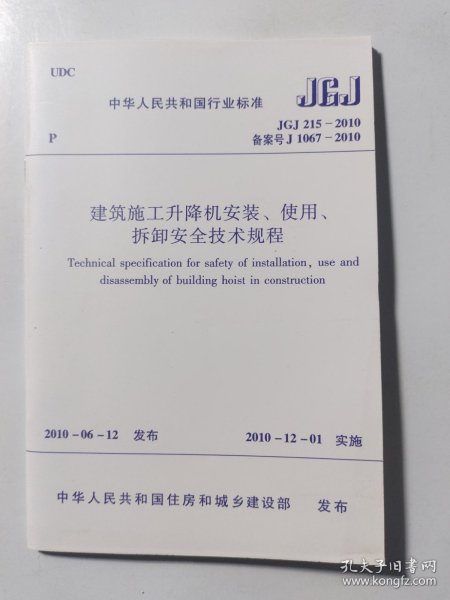 UDC
JGJ
中华人民共和国行业标准
JGJ 215－2010
P
备案号 J 1067－2010
建筑施工升降机安装、使用、
拆卸安全技术规程
Technical specification for safety of installation, use and
disassembly of building hoist in construction
2010－06－12 发布 2010－12－01 实施
中华人民共和国住房和城乡建设部 发布
孔夫子旧书网
www.kongfz.com